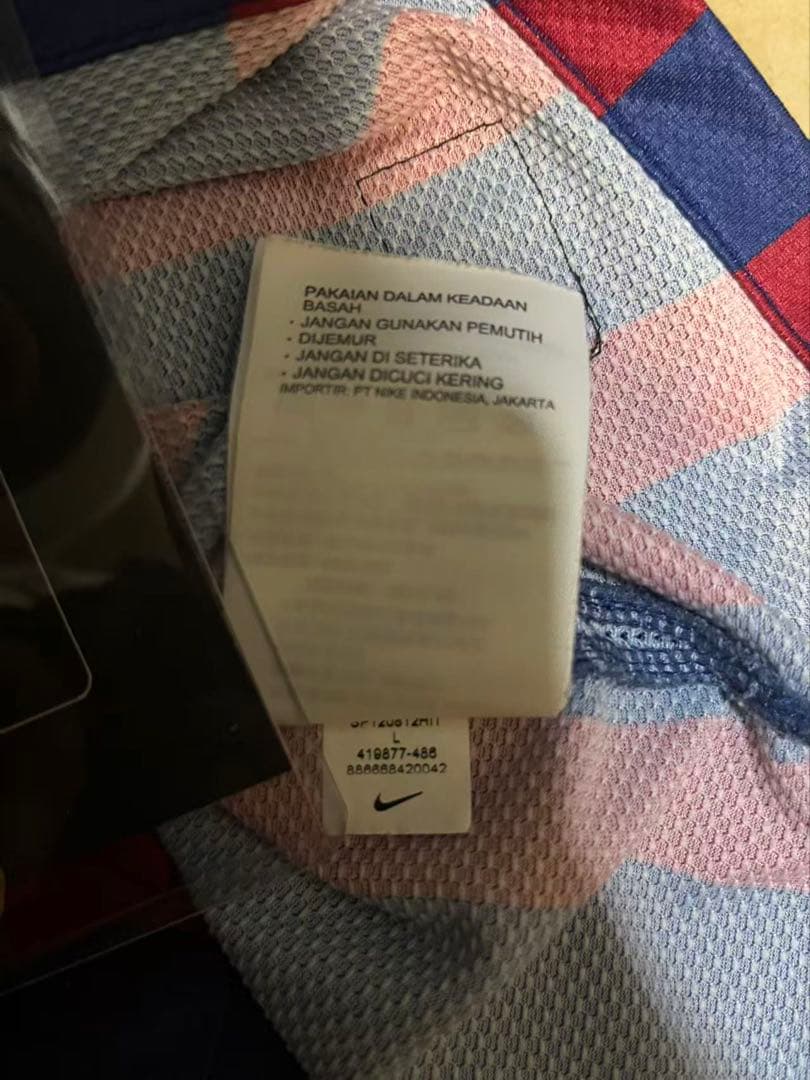 PAKAIAN DALAM KEADAAN
BASAH
· JANGAN GUNAKAN PEMUTIH
· DIJEMUR
· JANGAN DI SETERIKA
· JANGAN DICUCI KERING
IMPORTIR: PT NIKE INDONESIA, JAKARTA
L
419877-486
886668420042